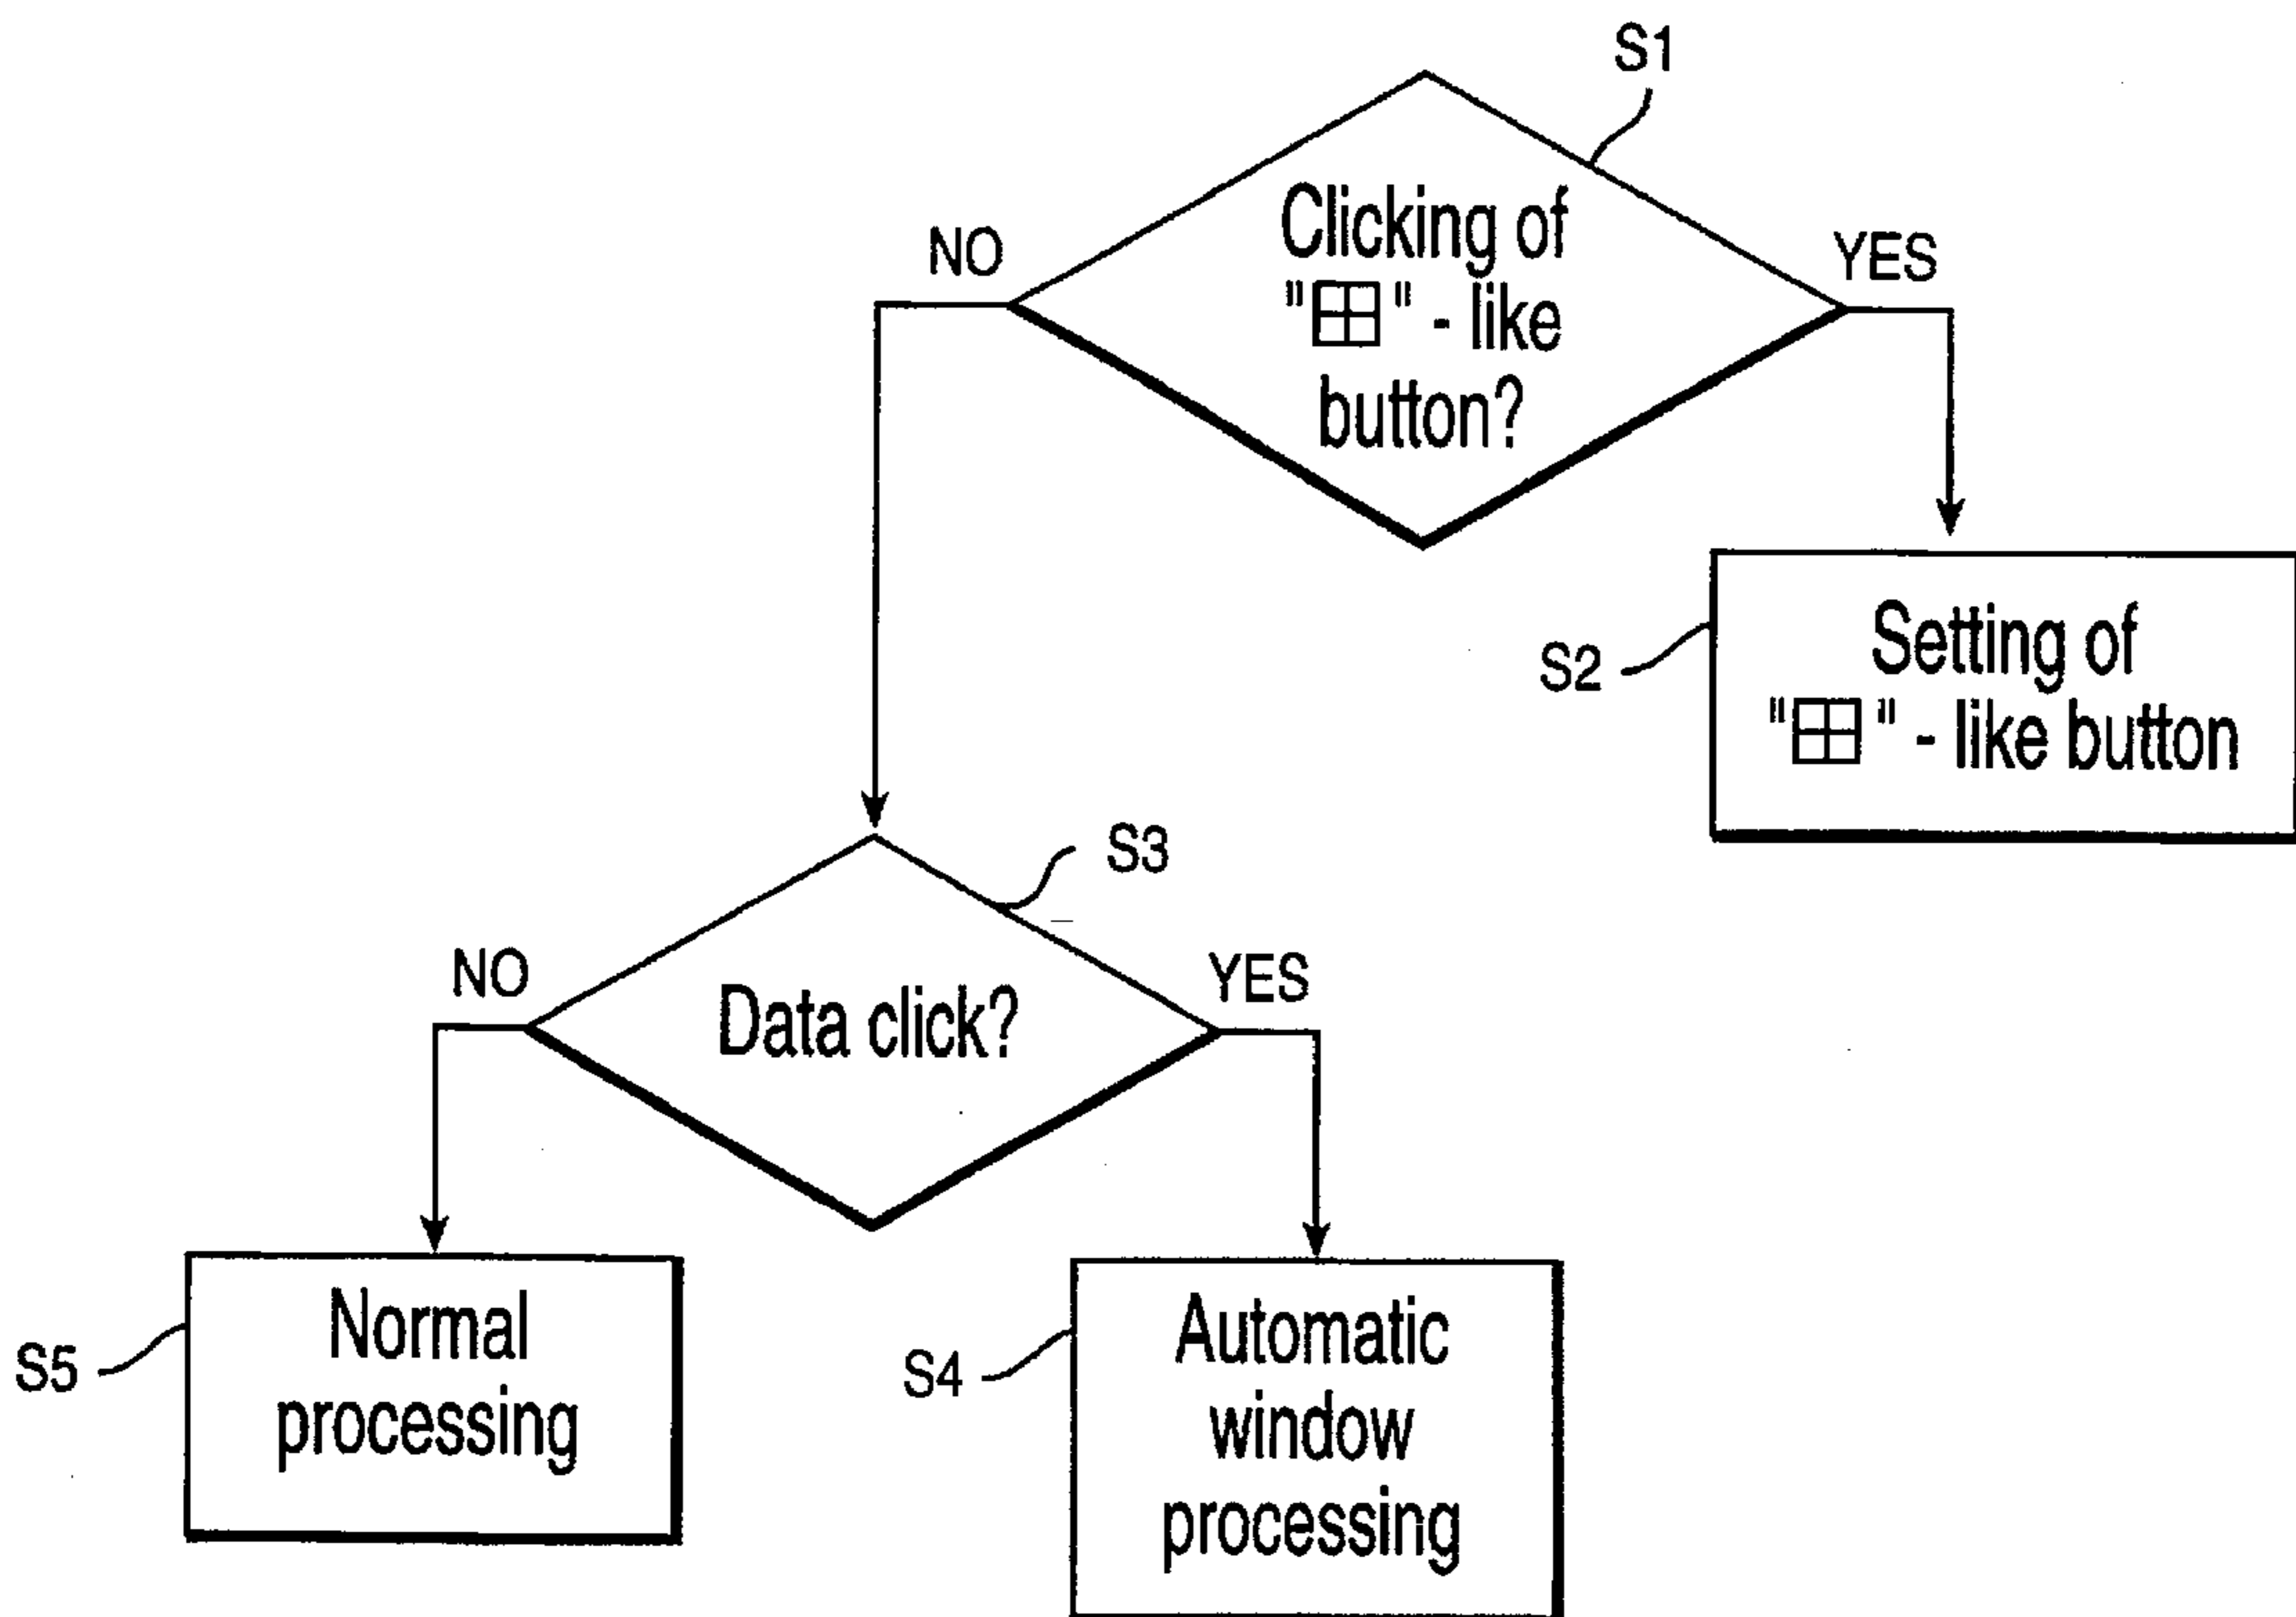 S1
Clicking of
"⊞" - like
button?
NO
YES
S2
Setting of
"⊞" - like button
S3
Data click?
NO
YES
S5
Normal
processing
S4
Automatic
window
processing